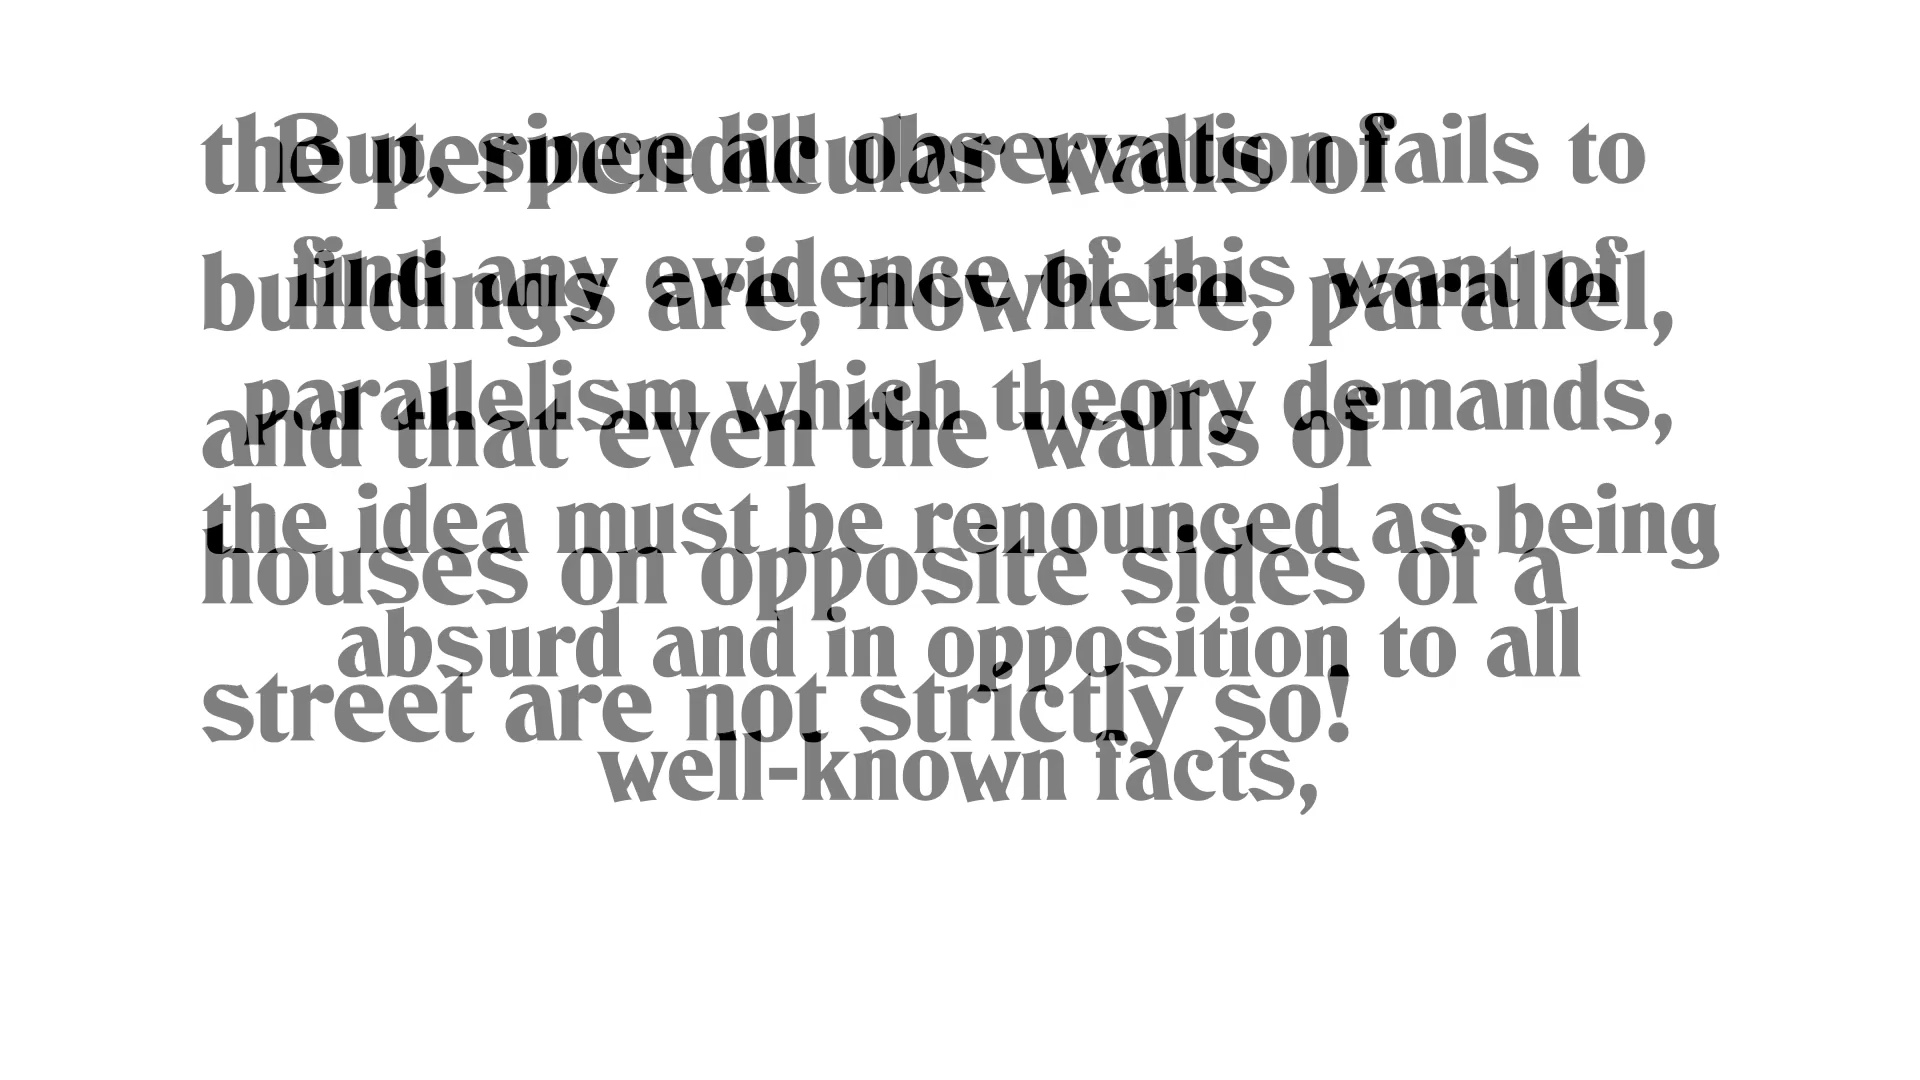 the perpendicular walls of
buildings are, nowhere, parallel,
and that even the walls of
houses on opposite sides of a
street are not strictly so!
But, since all observation fails to
find any evidence of this want of
parallelism which theory demands,
the idea must be renounced as being
absurd and in opposition to all
well-known facts,